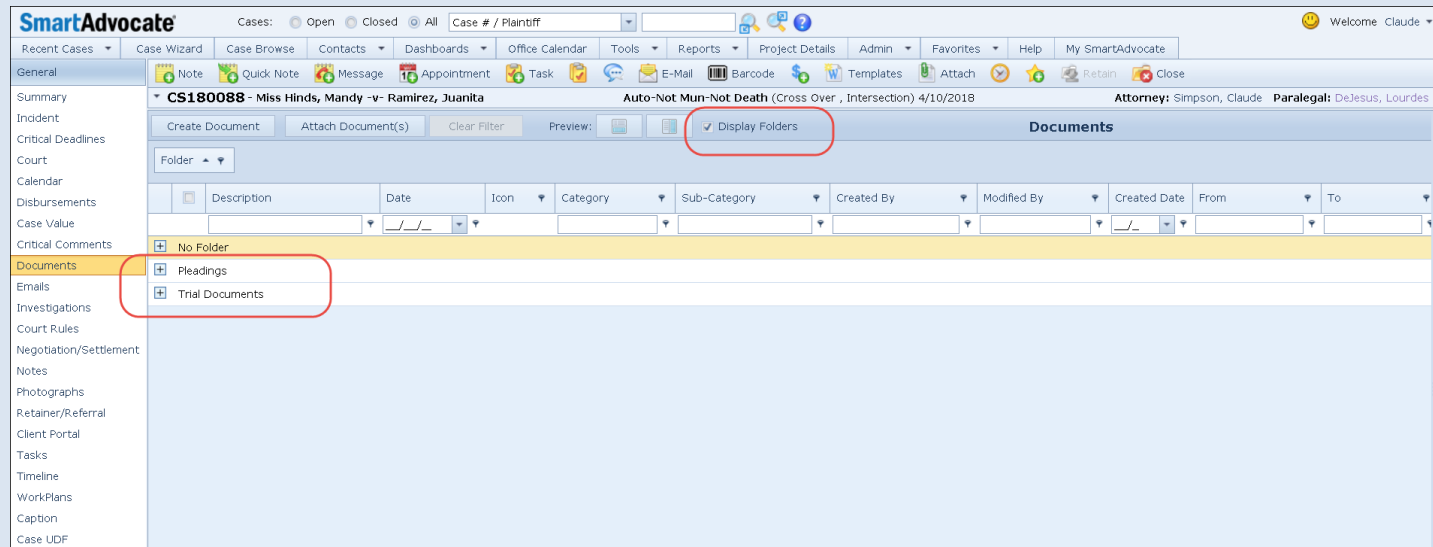 SmartAdvocate Cases: Open Closed All Case # / Plaintiff Welcome Claude
Recent Cases Case Wizard Case Browse Contacts Dashboards Office Calendar Tools Reports Project Details Admin Favorites Help My SmartAdvocate
General Note Quick Note Message 10 Appointment Task E-Mail Barcode Templates Attach Retain Close
Summary CS180088 - Miss Hinds, Mandy -v- Ramirez, Juanita Auto-Not Mun-Not Death (Cross Over , Intersection) 4/10/2018 Attorney: Simpson, Claude Paralegal: DeJesus, Lourdes
Incident Create Document Attach Document(s) Clear Filter Preview: Display Folders Documents
Critical Deadlines
Court Folder
Calendar
Disbursements Description Date Icon Category Sub-Category Created By Modified By Created Date From To
Case Value __/__/__ __/_
Critical Comments No Folder
Documents Pleadings
Emails Trial Documents
Investigations
Court Rules
Negotiation/Settlement
Notes
Photographs
Retainer/Referral
Client Portal
Tasks
Timeline
WorkPlans
Caption
Case UDF